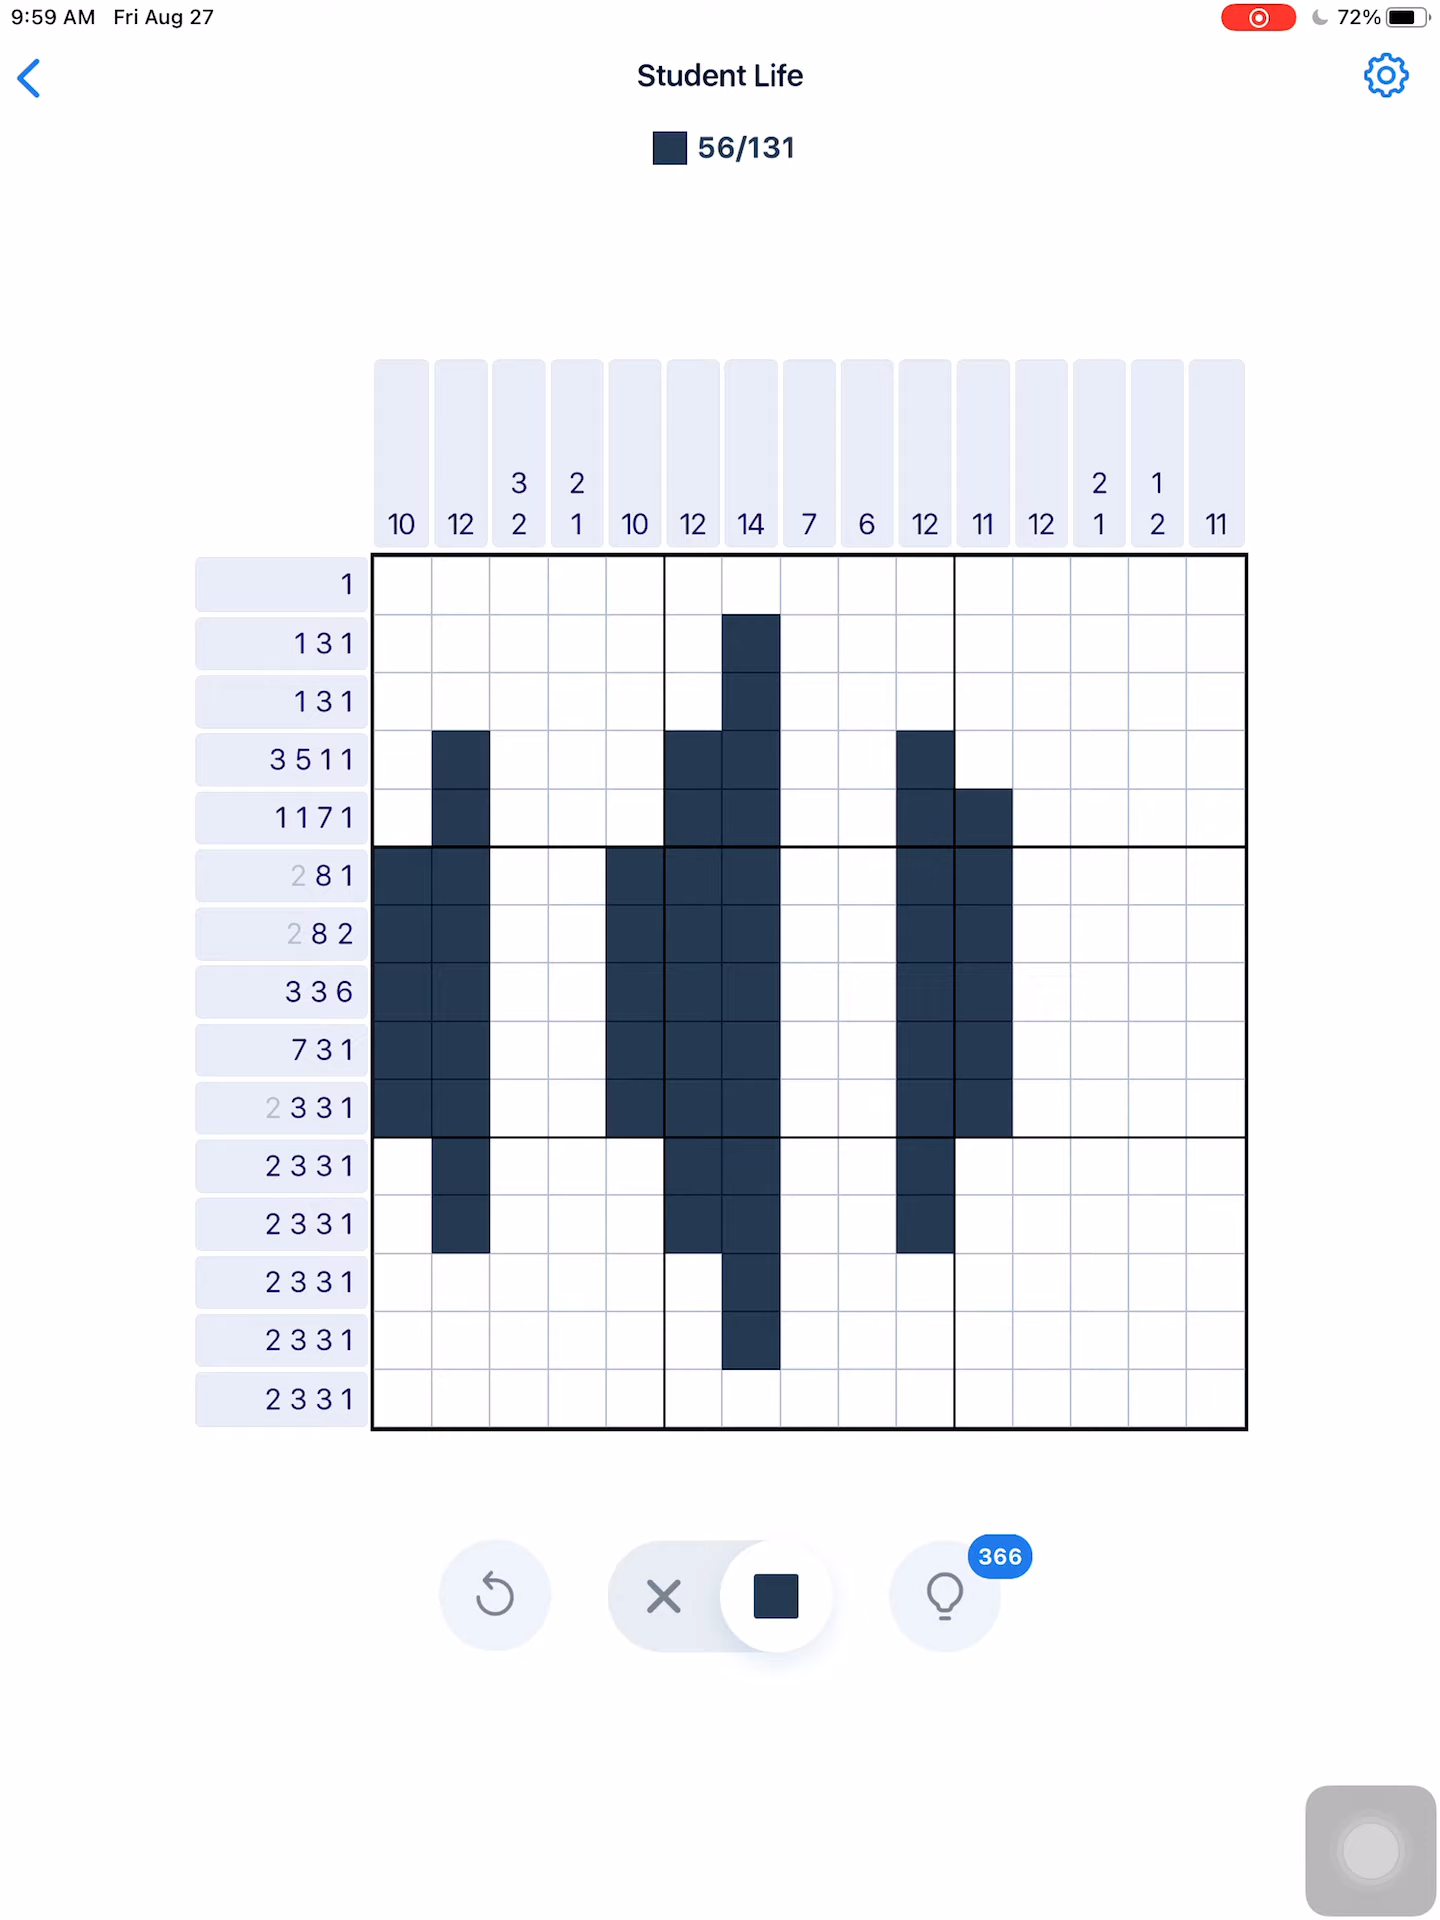 9:59 AM Fri Aug 27 72%
Student Life
56/131
3 2 2 1
10 12 2 1 10 12 14 7 6 12 11 12 1 2 11
1
1 3 1
1 3 1
3 5 1 1
1 1 7 1
2 8 1
2 8 2
3 3 6
7 3 1
2 3 3 1
2 3 3 1
2 3 3 1
2 3 3 1
2 3 3 1
2 3 3 1
366